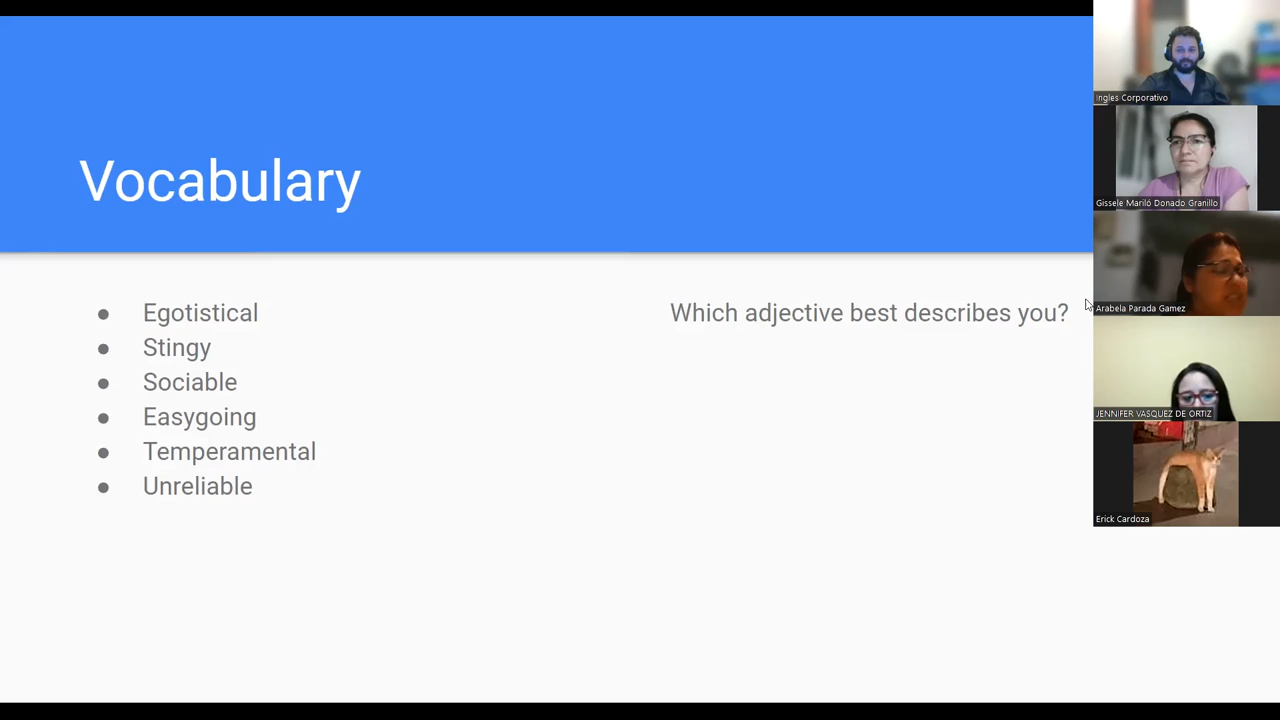 Vocabulary
Egotistical
Stingy
Sociable
Easygoing
Temperamental
Unreliable
Which adjective best describes you?
Ingles Corporativo
Gissele Mariló Donado Granillo
Arabela Parada Gamez
JENNIFER VASQUEZ DE ORTIZ
Erick Cardoza